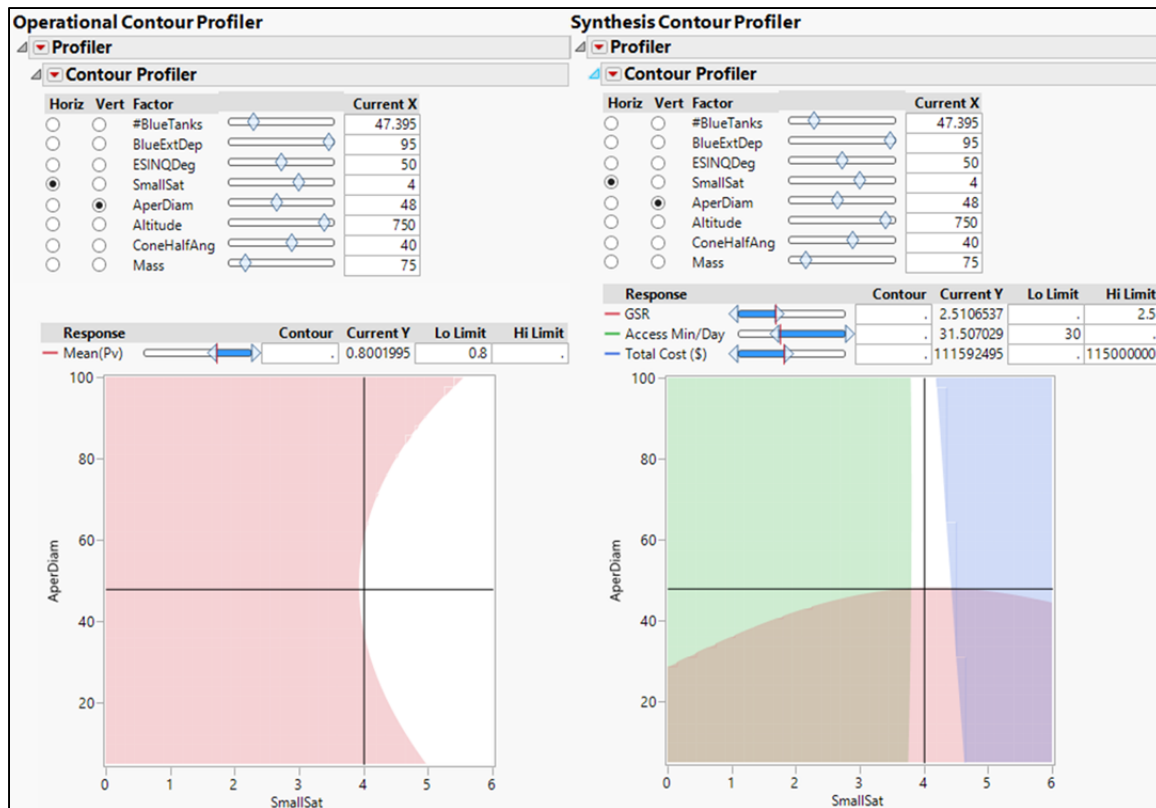 Operational Contour Profiler
Profiler
Contour Profiler
Horiz Vert Factor Current X
#BlueTanks 47.395
BlueExtDep 95
ESINQDeg 50
SmallSat 4
AperDiam 48
Altitude 750
ConeHalfAng 40
Mass 75
Response Contour Current Y Lo Limit Hi Limit
Mean(Pv) . 0.8001995 0.8 .
100
80
60
40
20
AperDiam
0 1 2 3 4 5 6
SmallSat
Synthesis Contour Profiler
Profiler
Contour Profiler
Horiz Vert Factor Current X
#BlueTanks 47.395
BlueExtDep 95
ESINQDeg 50
SmallSat 4
AperDiam 48
Altitude 750
ConeHalfAng 40
Mass 75
Response Contour Current Y Lo Limit Hi Limit
GSR . 2.5106537 . 2.5
Access Min/Day . 31.507029 30 .
Total Cost ($) . 111592495 . 115000000
100
80
60
40
20
AperDiam
0 1 2 3 4 5 6
SmallSat